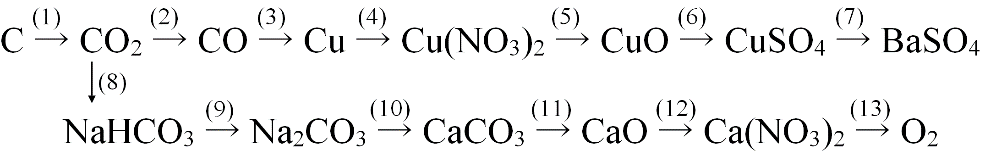 C (1)→ CO₂ (2)→ CO (3)→ Cu (4)→ Cu(NO₃)₂ (5)→ CuO (6)→ CuSO₄ (7)→ BaSO₄
↓(8)
NaHCO₃ (9)→ Na₂CO₃ (10)→ CaCO₃ (11)→ CaO (12)→ Ca(NO₃)₂ (13)→ O₂